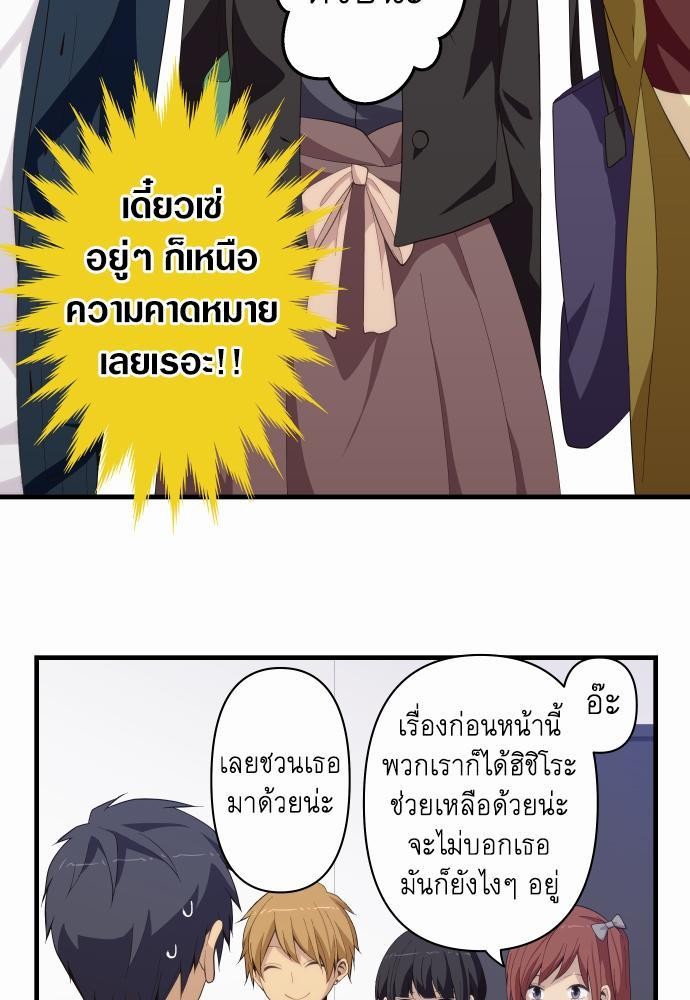 เดี๋ยวเซ่
อยู่ๆ ก็เหนือ
ความคาดหมาย
เลยเรอะ!!
อ๊ะ
เรื่องก่อนหน้านี้
พวกเราก็ได้ฮิชิโระ
ช่วยเหลือด้วยน่ะ
จะไม่บอกเธอ
มันก็ยังไงๆ อยู่
เลยชวนเธอ
มาด้วยน่ะ